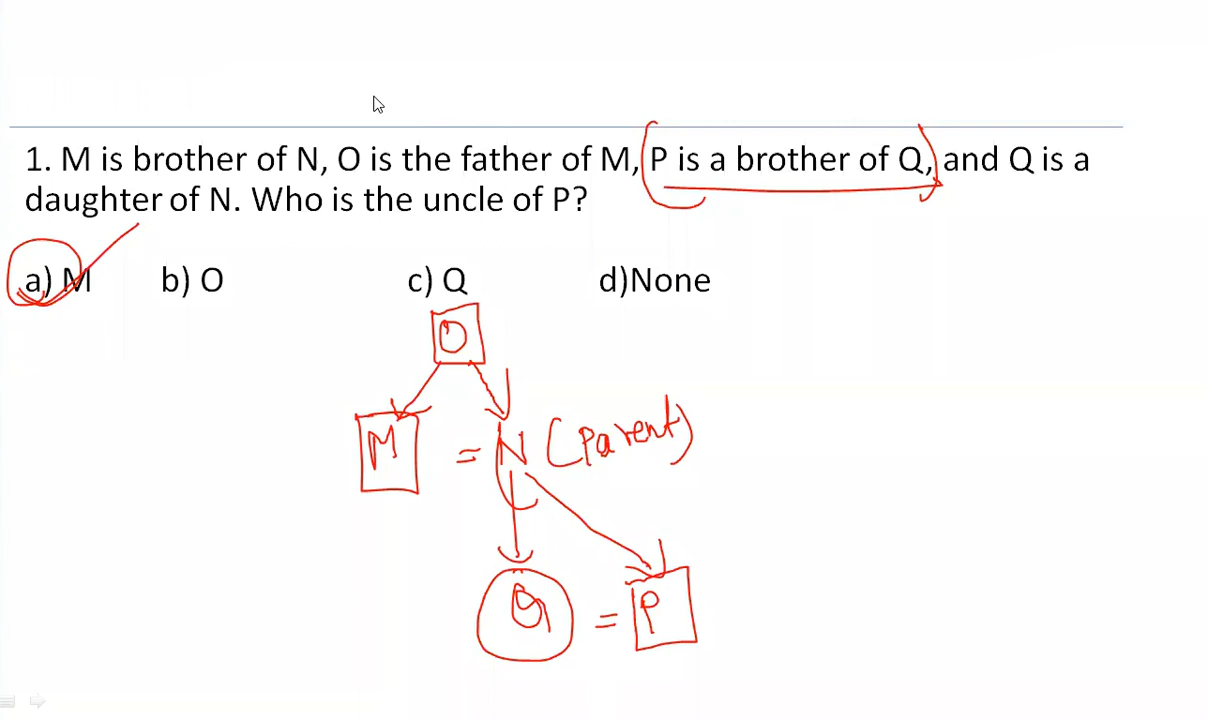 1. M is brother of N, O is the father of M, P is a brother of Q, and Q is a
daughter of N. Who is the uncle of P?
a) M b) O c) Q d)None
O
M = N (Parent)
Q = P